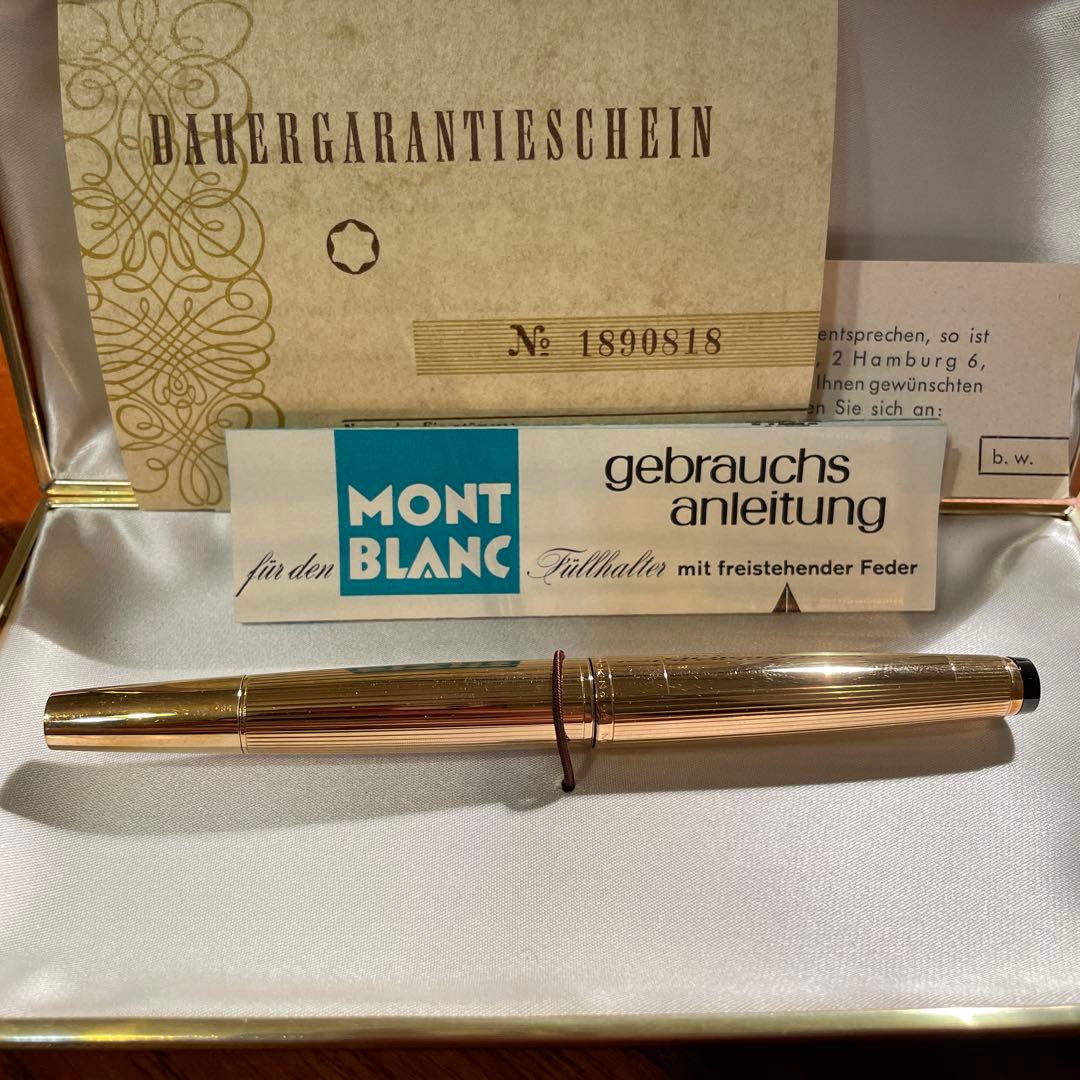 DAUERGARANTIESCHEIN
№ 1890818
entsprechen, so ist
, 2 Hamburg 6,
Ihnen gewünschten
Sie sich an:
b. w.
gebrauchs
anleitung
für den MONT BLANC Füllhalter mit freistehender Feder